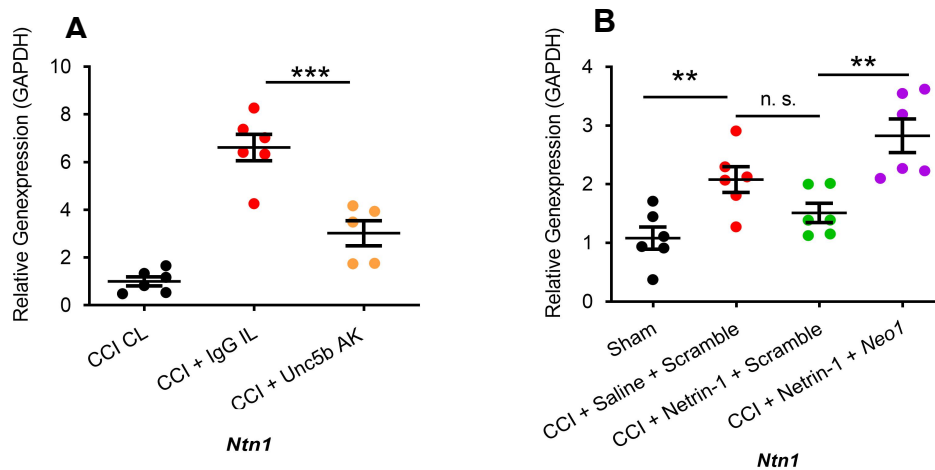 A
Relative Genexpression (GAPDH)
10
8
6
4
2
0
***
CCI CL
CCI + IgG IL
CCI + Unc5b AK
Ntn1
B
Relative Genexpression (GAPDH)
4
3
2
1
0
**
n. s.
**
Sham
CCI + Saline + Scramble
CCI + Netrin-1 + Scramble
CCI + Netrin-1 + Neo1
Ntn1